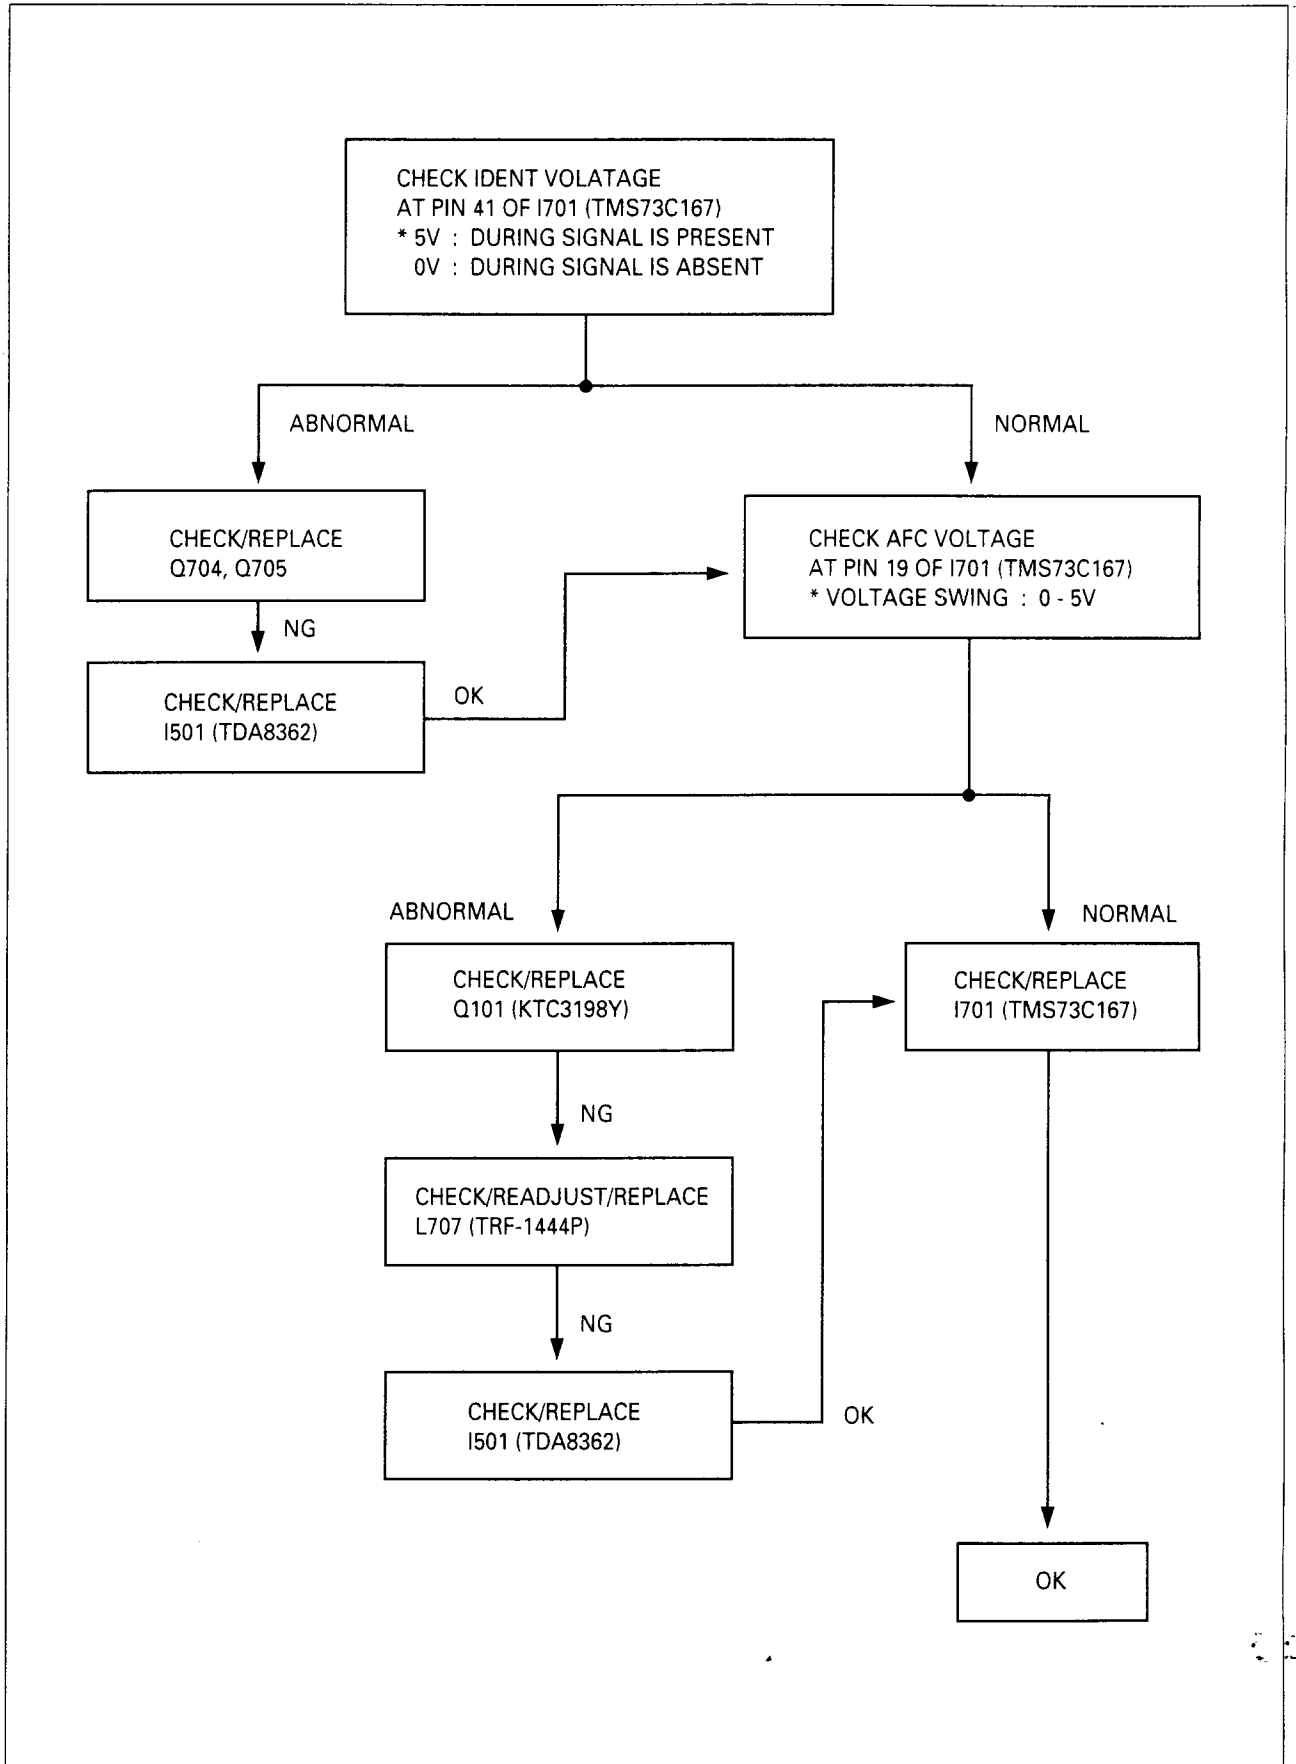 CHECK IDENT VOLATAGE
AT PIN 41 OF I701 (TMS73C167)
* 5V : DURING SIGNAL IS PRESENT
0V : DURING SIGNAL IS ABSENT
ABNORMAL
NORMAL
CHECK/REPLACE
Q704, Q705
CHECK AFC VOLTAGE
AT PIN 19 OF I701 (TMS73C167)
* VOLTAGE SWING : 0 - 5V
NG
CHECK/REPLACE
I501 (TDA8362)
OK
ABNORMAL
NORMAL
CHECK/REPLACE
Q101 (KTC3198Y)
CHECK/REPLACE
I701 (TMS73C167)
NG
CHECK/READJUST/REPLACE
L707 (TRF-1444P)
NG
CHECK/REPLACE
I501 (TDA8362)
OK
OK